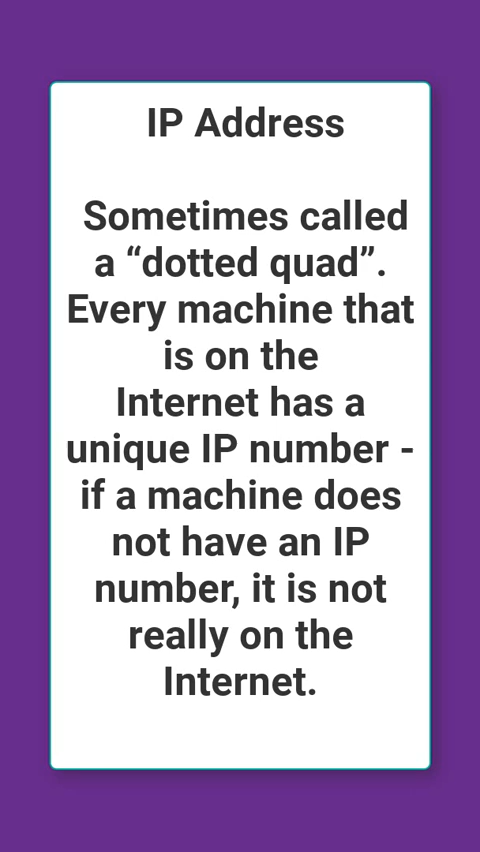 IP Address
Sometimes called
a “dotted quad”.
Every machine that
is on the
Internet has a
unique IP number -
if a machine does
not have an IP
number, it is not
really on the
Internet.